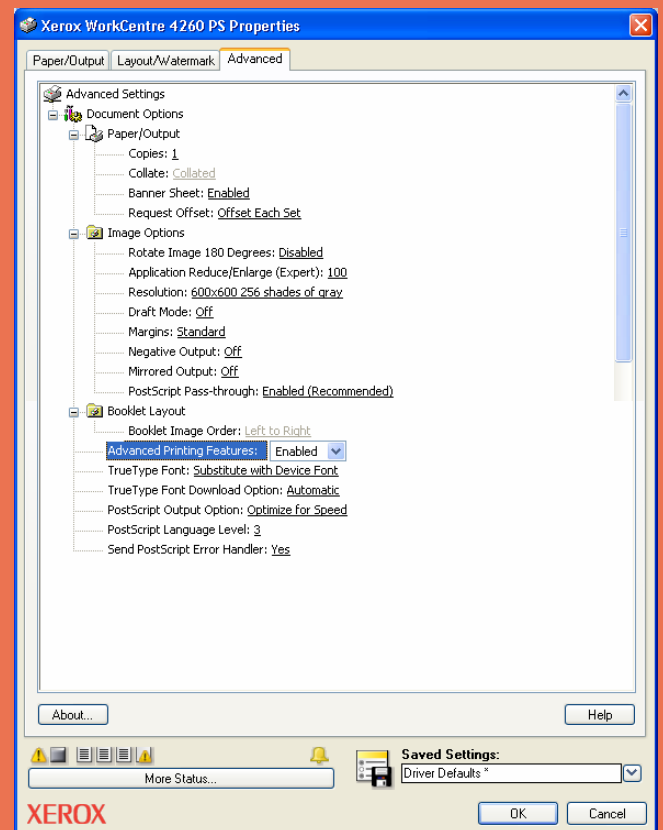 Xerox WorkCentre 4260 PS Properties
Paper/Output Layout/Watermark Advanced
Advanced Settings
Document Options
Paper/Output
Copies: 1
Collate: Collated
Banner Sheet: Enabled
Request Offset: Offset Each Set
Image Options
Rotate Image 180 Degrees: Disabled
Application Reduce/Enlarge (Expert): 100
Resolution: 600x600 256 shades of gray
Draft Mode: Off
Margins: Standard
Negative Output: Off
Mirrored Output: Off
PostScript Pass-through: Enabled (Recommended)
Booklet Layout
Booklet Image Order: Left to Right
Advanced Printing Features: Enabled
TrueType Font: Substitute with Device Font
TrueType Font Download Option: Automatic
PostScript Output Option: Optimize for Speed
PostScript Language Level: 3
Send PostScript Error Handler: Yes
About... Help
Saved Settings:
More Status... Driver Defaults *
XEROX OK Cancel